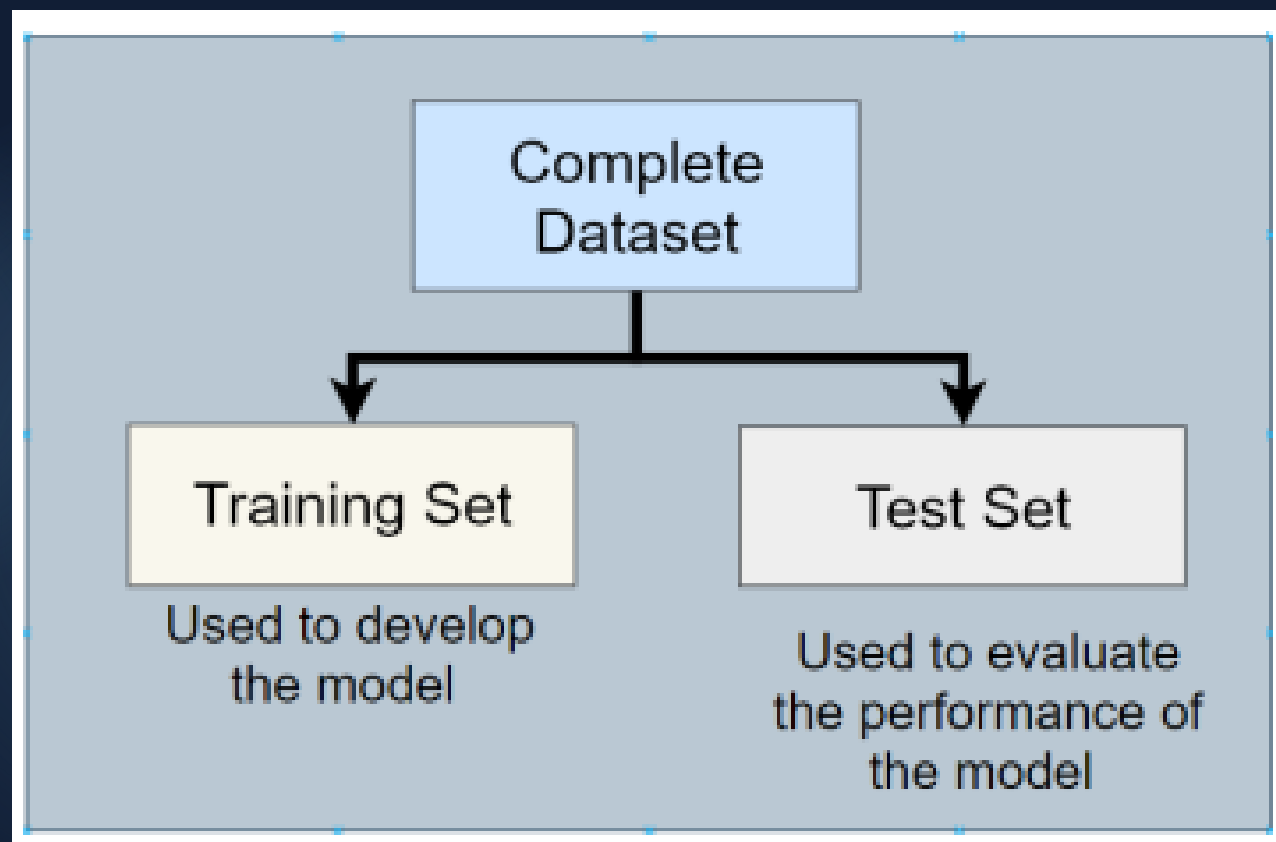 Complete
Dataset
Training Set
Test Set
Used to develop
the model
Used to evaluate
the performance of
the model